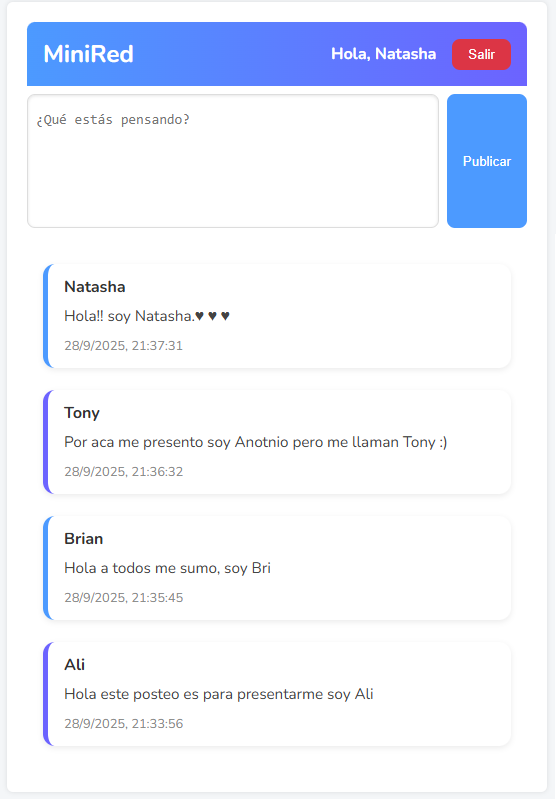 MiniRed
Hola, Natasha
Salir
¿Qué estás pensando?
Publicar
Natasha
Hola!! soy Natasha.♥ ♥ ♥
28/9/2025, 21:37:31
Tony
Por aca me presento soy Anotnio pero me llaman Tony :)
28/9/2025, 21:36:32
Brian
Hola a todos me sumo, soy Bri
28/9/2025, 21:35:45
Ali
Hola este posteo es para presentarme soy Ali
28/9/2025, 21:33:56